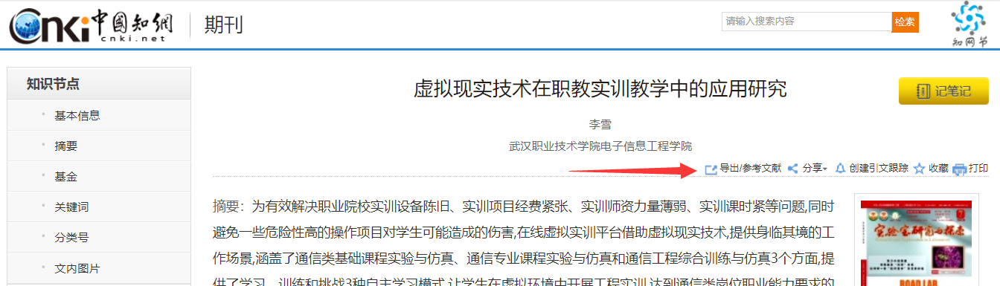 Cnki中國知網
cnki.net
期刊
请输入搜索内容
检索
知网节
知识节点
基本信息
摘要
基金
关键词
分类号
文内图片
虚拟现实技术在职教实训教学中的应用研究
记笔记
李雪
武汉职业技术学院电子信息工程学院
导出/参考文献 分享 创建引文跟踪 收藏 打印
摘要：为有效解决职业院校实训设备陈旧、实训项目经费紧张、实训师资力量薄弱、实训课时紧等问题,同时
避免一些危险性高的操作项目对学生可能造成的伤害,在线虚拟实训平台借助虚拟现实技术,提供身临其境的工
作场景,涵盖了通信类基础课程实验与仿真、通信专业课程实验与仿真和通信工程综合训练与仿真3个方面,提
供了学习、训练和挑战3种自主学习模式,让学生在虚拟环境中开展工程实训,达到通信类岗位职业能力要求的
实验室研究与探索